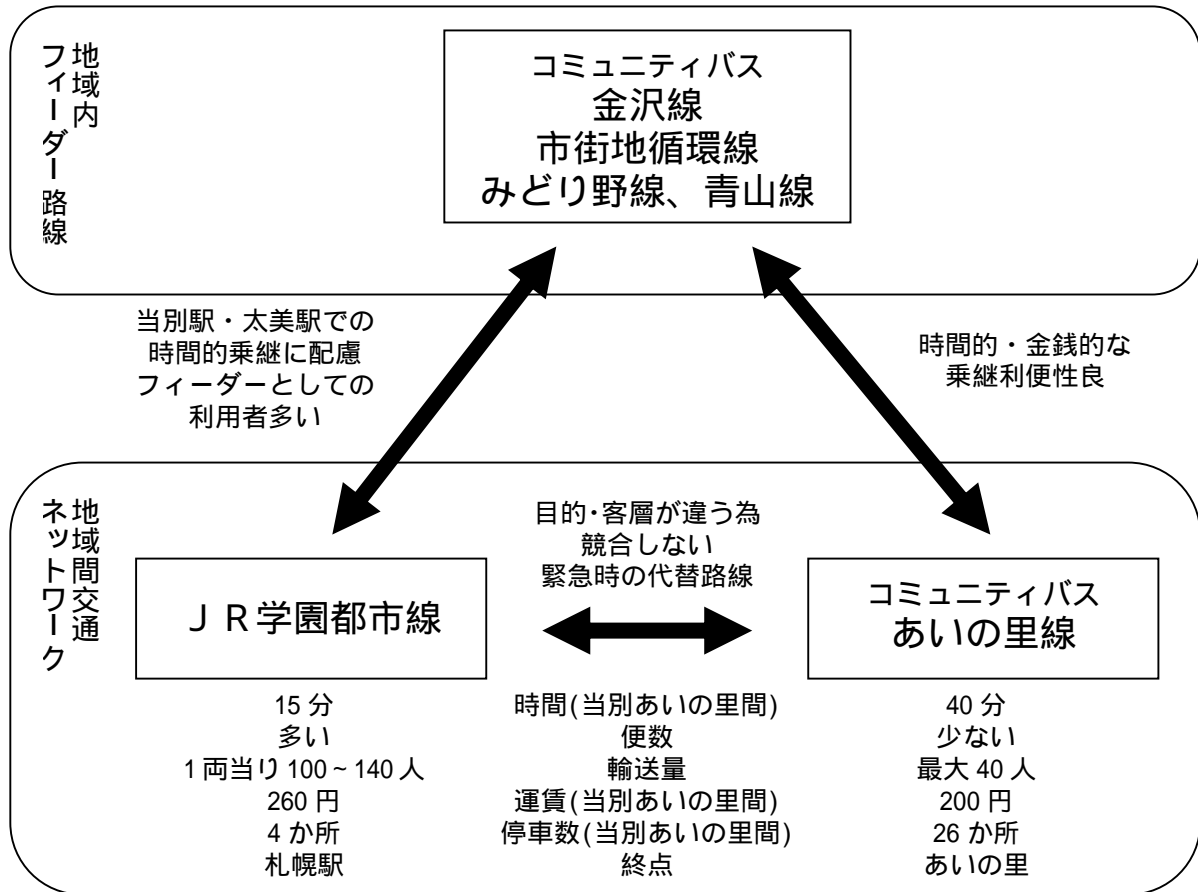 地域内
フィーダー路線
コミュニティバス
金沢線
市街地循環線
みどり野線、青山線
当別駅・太美駅での
時間的乗継に配慮
フィーダーとしての
利用者多い
時間的・金銭的な
乗継利便性良
地域間交通
ネットワーク
目的・客層が違う為
競合しない
緊急時の代替路線
ＪＲ学園都市線
コミュニティバス
あいの里線
15 分 時間(当別あいの里間) 40 分
多い 便数 少ない
1 両当り 100～140 人 輸送量 最大 40 人
260 円 運賃(当別あいの里間) 200 円
4 か所 停車数(当別あいの里間) 26 か所
札幌駅 終点 あいの里